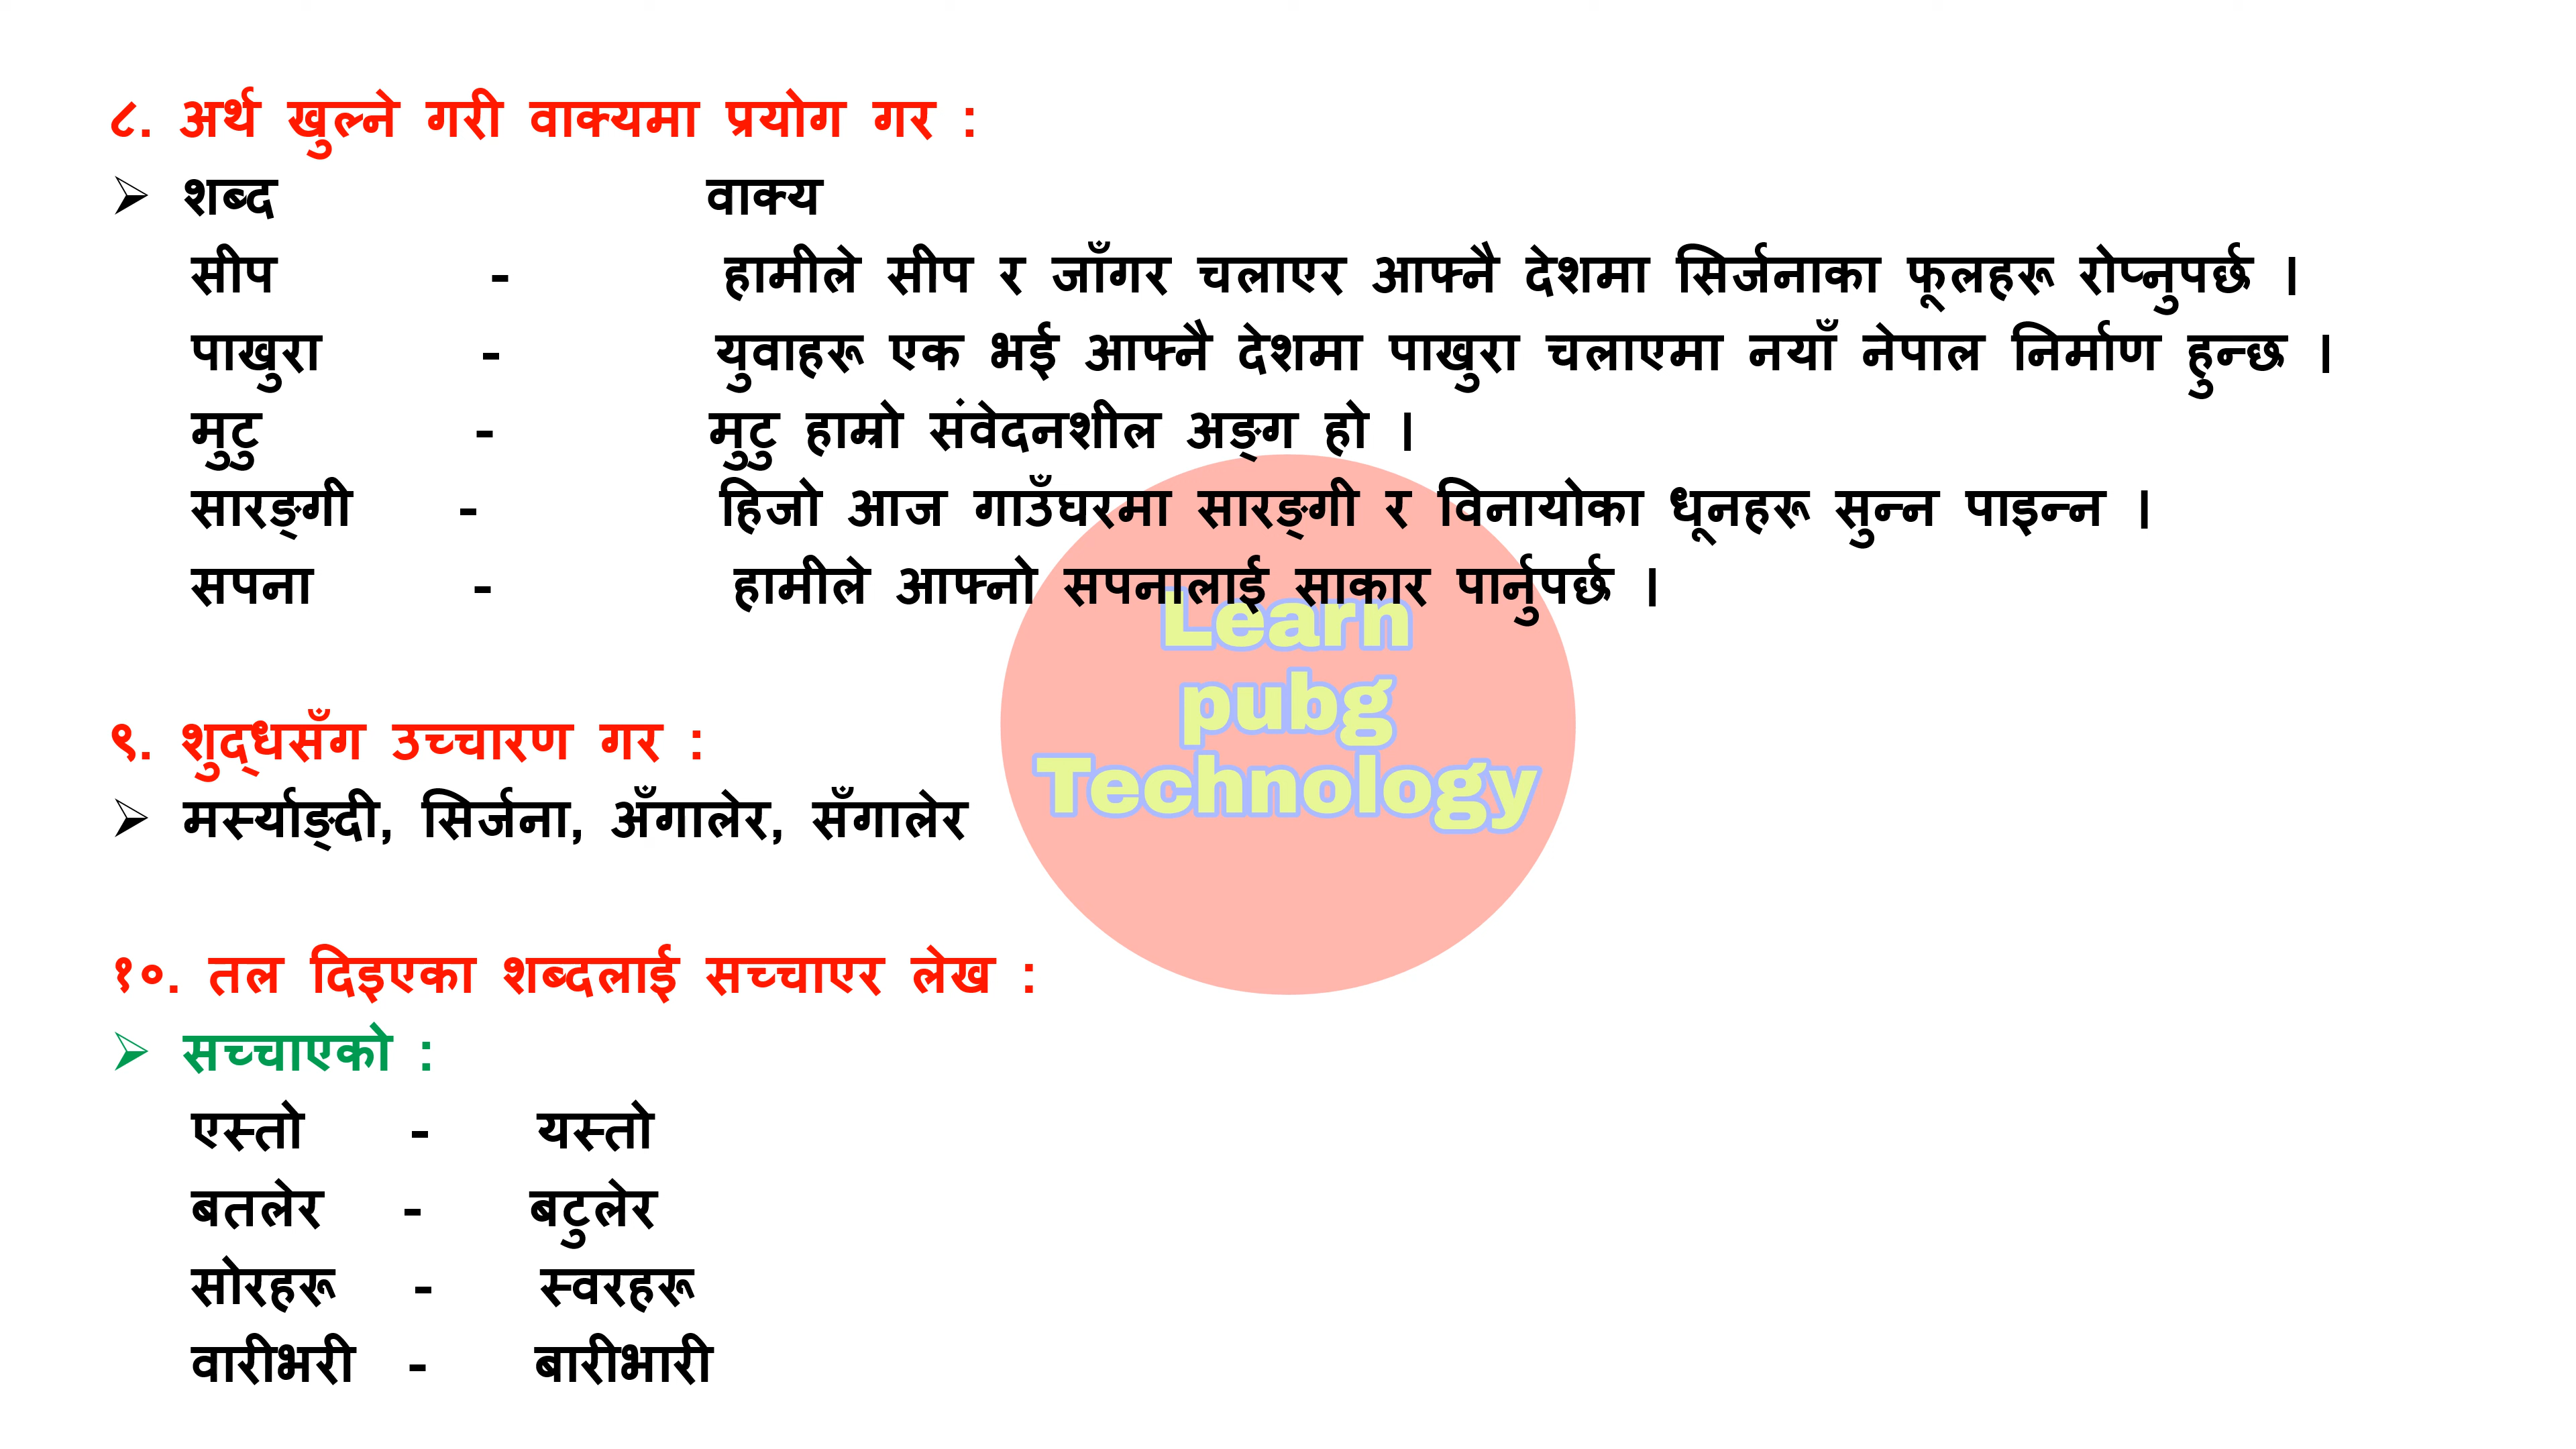 ८. अर्थ खुल्ने गरी वाक्यमा प्रयोग गर :
➢ शब्द वाक्य
सीप - हामीले सीप र जाँगर चलाएर आफ्नै देशमा सिर्जनाका फूलहरू रोप्नुपर्छ ।
पाखुरा - युवाहरू एक भई आफ्नै देशमा पाखुरा चलाएमा नयाँ नेपाल निर्माण हुन्छ ।
मुटु - मुटु हाम्रो संवेदनशील अङ्ग हो ।
सारङ्गी - हिजो आज गाउँघरमा सारङ्गी र विनायोका धूनहरू सुन्न पाइन्न ।
सपना - हामीले आफ्नो सपनालाई साकार पार्नुपर्छ ।
Learn
pubg
Technology
९. शुद्धसँग उच्चारण गर :
➢ मर्स्याङ्दी, सिर्जना, अँगालेर, सँगालेर
१०. तल दिइएका शब्दलाई सच्चाएर लेख :
➢ सच्चाएको :
एस्तो - यस्तो
बतलेर - बटुलेर
सोरहरू - स्वरहरू
वारीभरी - बारीभारी